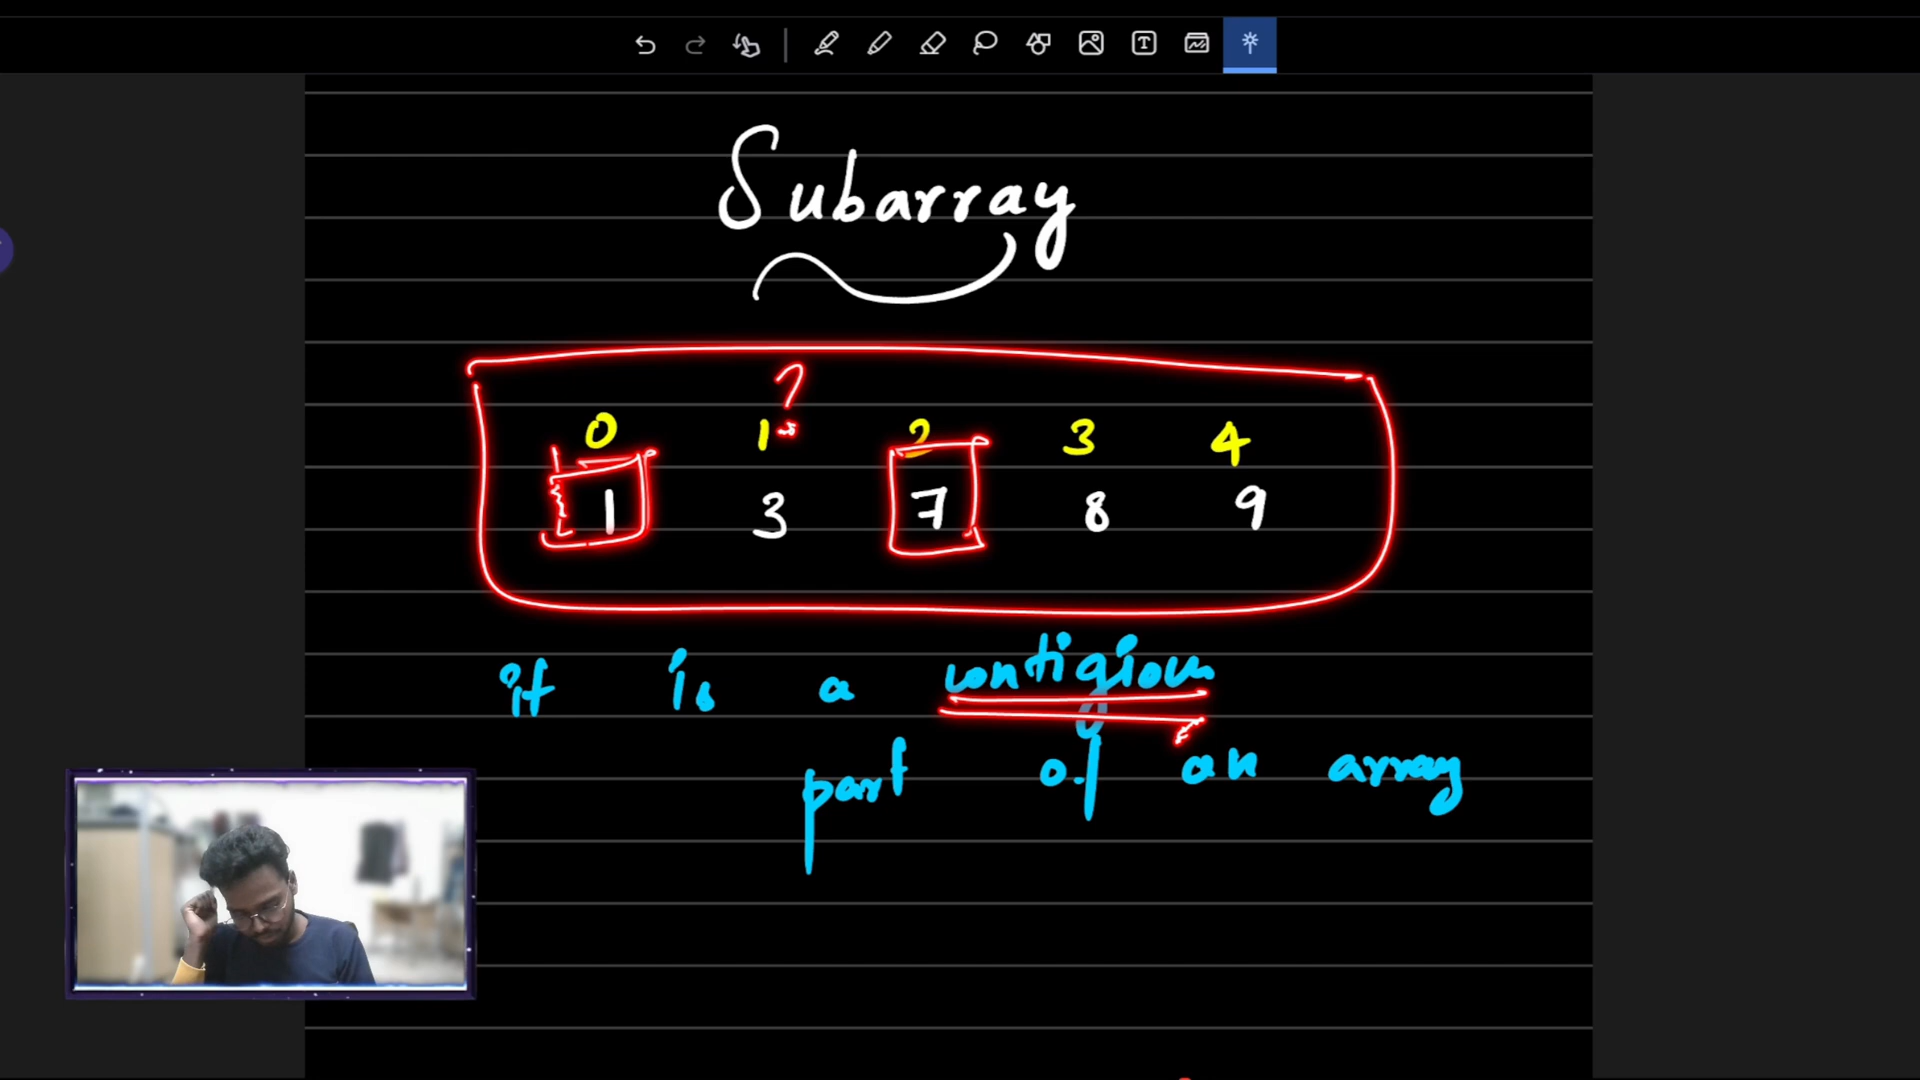 Subarray
?
0 1 2 3 4
1 3 7 8 9
it is a contigious
part of an array